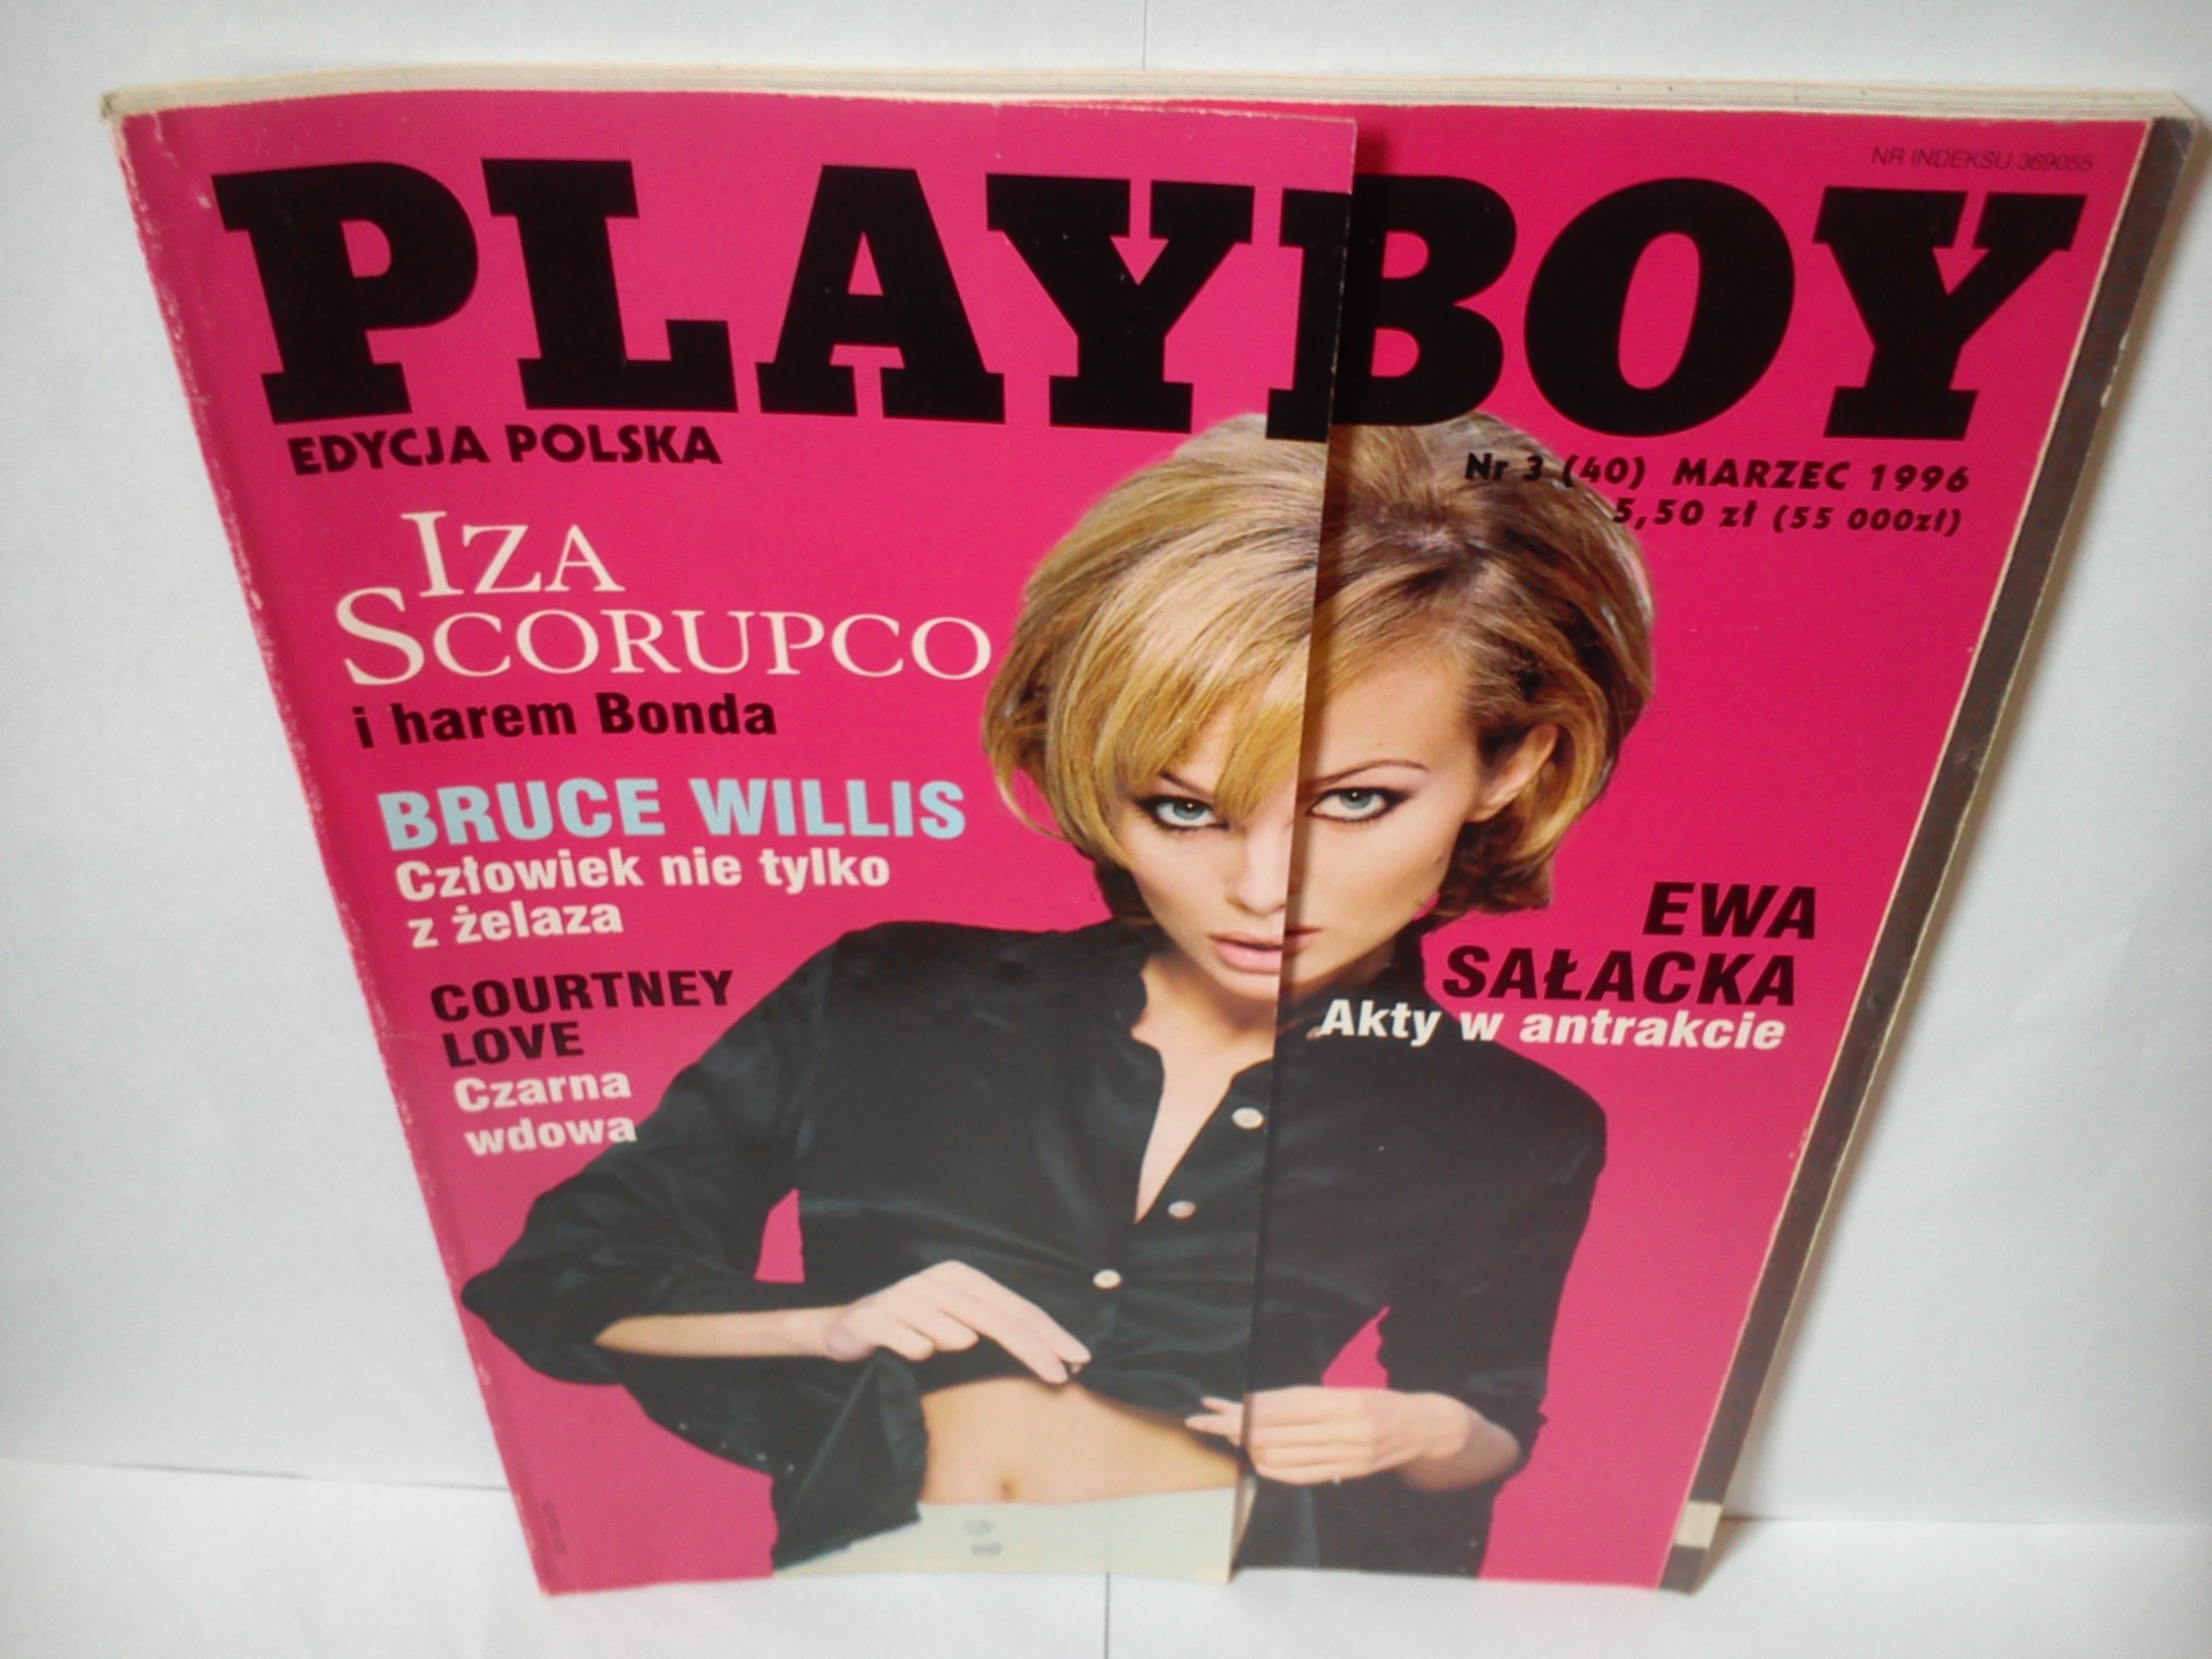 NR INDEKSU 369055
PLAYBOY
EDYCJA POLSKA
Nr 3 (40) MARZEC 1996
5,50 zł (55 000zł)
IZA
SCORUPCO
i harem Bonda
BRUCE WILLIS
Człowiek nie tylko
z żelaza
COURTNEY
LOVE
Czarna
wdowa
EWA
SAŁACKA
Akty w antrakcie